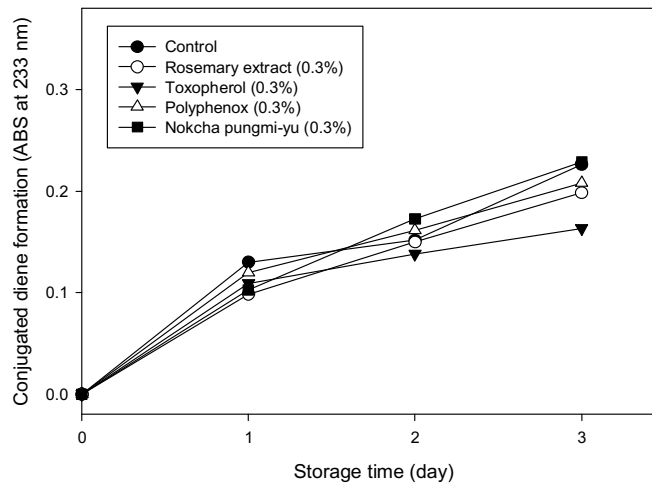 Control
Rosemary extract (0.3%)
Toxopherol (0.3%)
Polyphenox (0.3%)
Nokcha pungmi-yu (0.3%)
Conjugated diene formation (ABS at 233 nm)
0.3
0.2
0.1
0.0
0 1 2 3
Storage time (day)